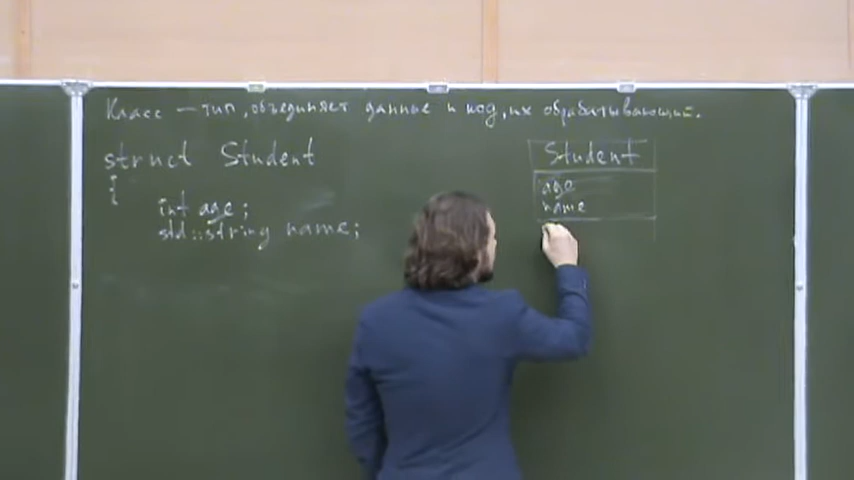 Класс – тип, объединяет данные и код, их обрабатывающий.
struct Student
{
int age;
std::string name;
Student
age
name